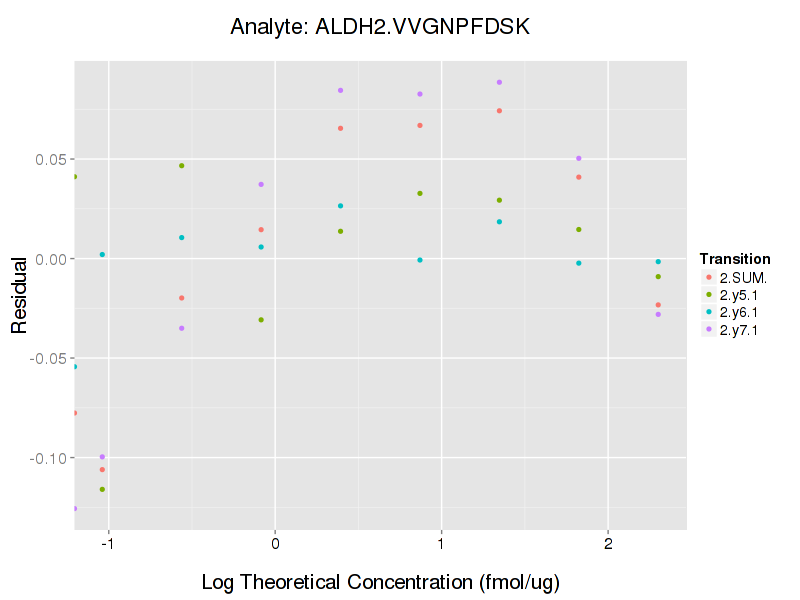 Analyte: ALDH2.VVGNPFDSK
Residual
0.05
0.00
-0.05
-0.10
-1
0
1
2
Log Theoretical Concentration (fmol/ug)
Transition
2.SUM.
2.y5.1
2.y6.1
2.y7.1